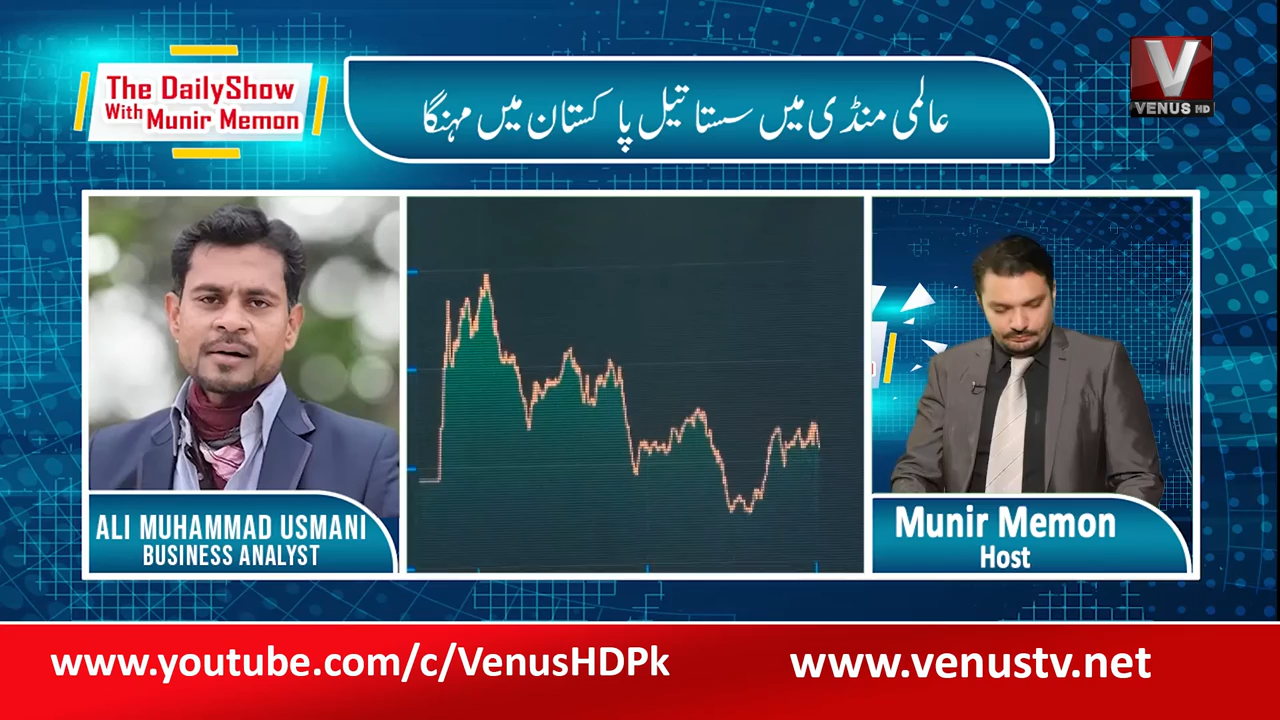 The DailyShow
With Munir Memon
عالمی منڈی میں سستا تیل پاکستان میں مہنگا
V
VENUS HD
ALI MUHAMMAD USMANI
BUSINESS ANALYST
Munir Memon
Host
www.youtube.com/c/VenusHDPk
www.venustv.net